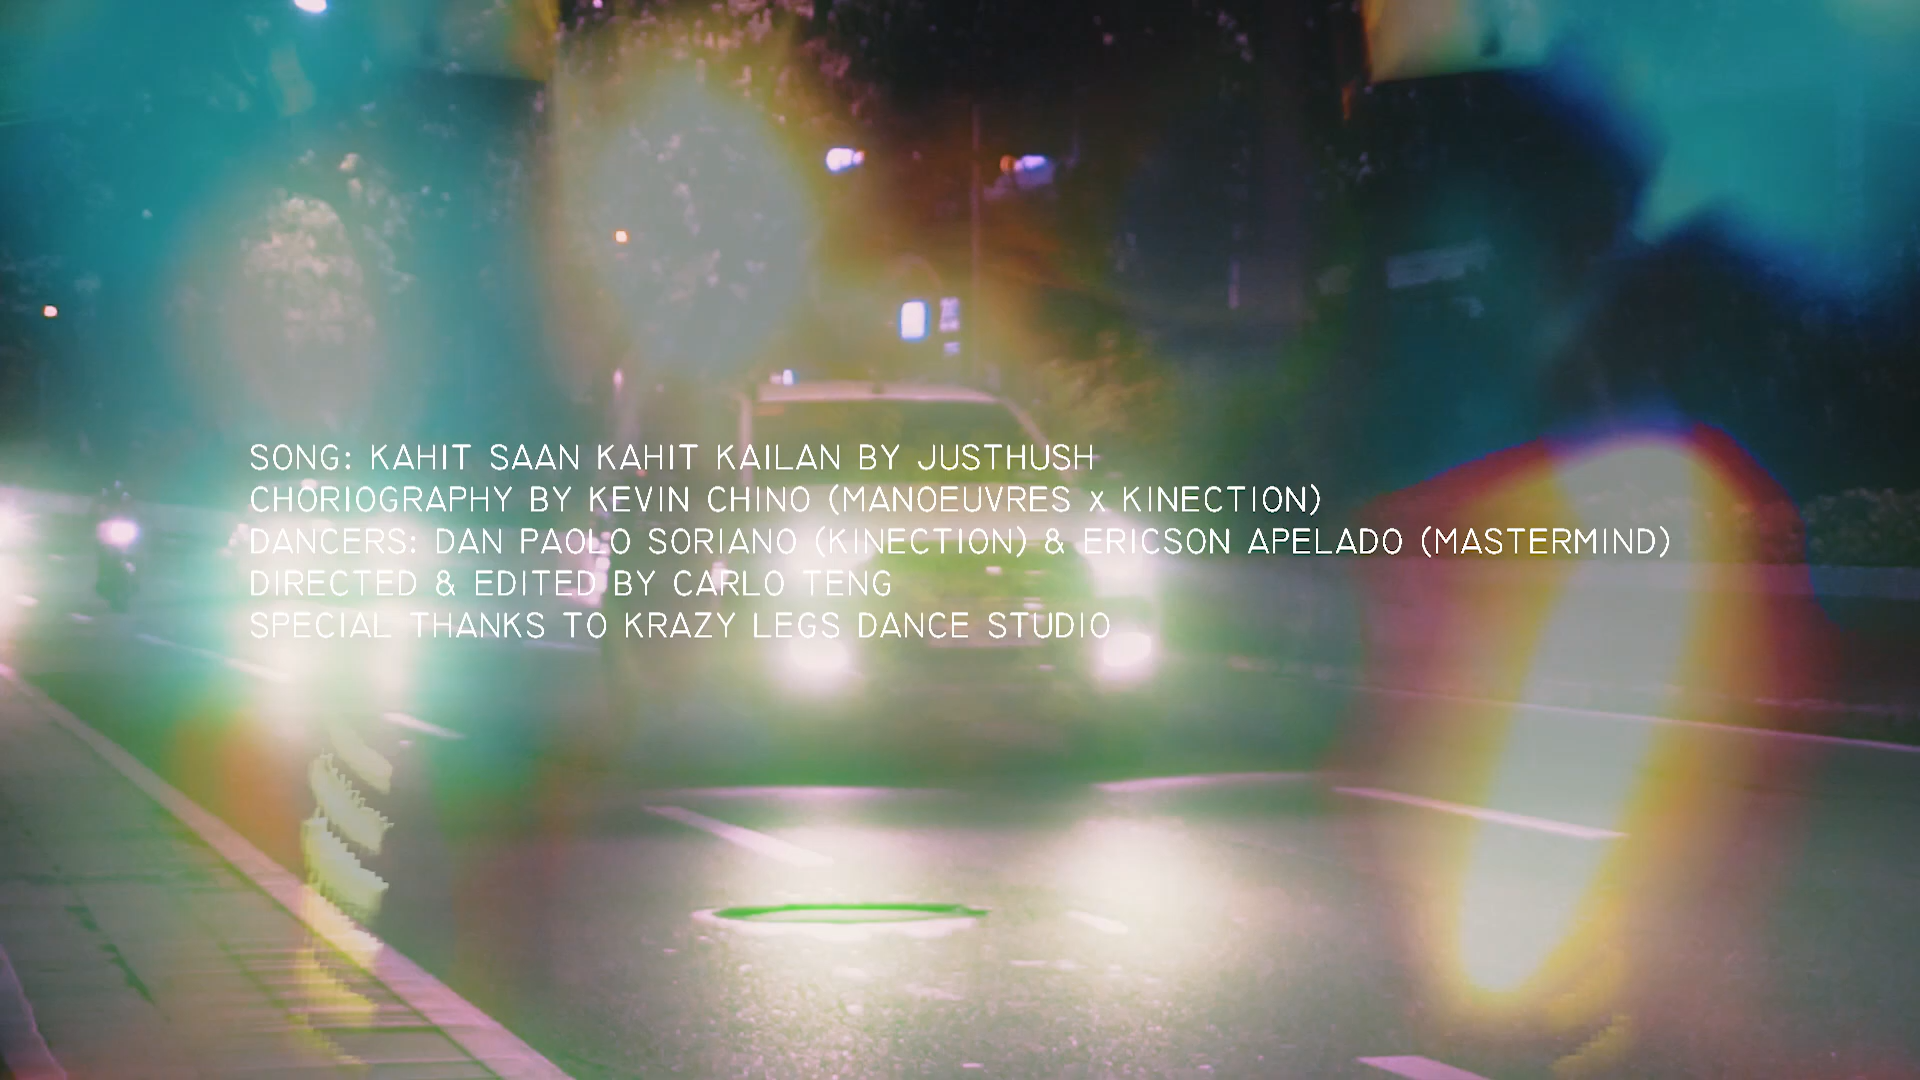 SONG: KAHIT SAAN KAHIT KAILAN BY JUSTHUSH
CHORIOGRAPHY BY KEVIN CHINO (MANOEUVRES x KINECTION)
DANCERS: DAN PAOLO SORIANO (KINECTION) & ERICSON APELADO (MASTERMIND)
DIRECTED & EDITED BY CARLO TENG
SPECIAL THANKS TO KRAZY LEGS DANCE STUDIO